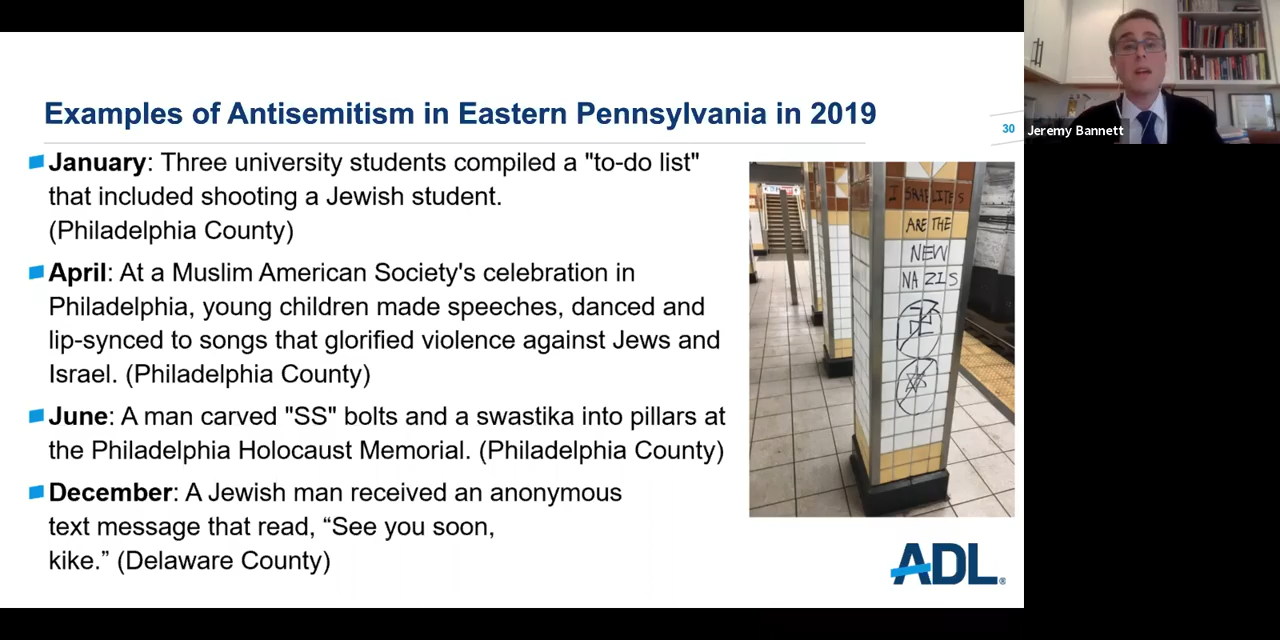 Examples of Antisemitism in Eastern Pennsylvania in 2019
30
Jeremy Bannett
January: Three university students compiled a "to-do list"
that included shooting a Jewish student.
(Philadelphia County)
April: At a Muslim American Society's celebration in
Philadelphia, young children made speeches, danced and
lip-synced to songs that glorified violence against Jews and
Israel. (Philadelphia County)
June: A man carved "SS" bolts and a swastika into pillars at
the Philadelphia Holocaust Memorial. (Philadelphia County)
December: A Jewish man received an anonymous
text message that read, “See you soon,
kike.” (Delaware County)
ISRAELITES
ARE THE
NEW
NAZIS
ADL®